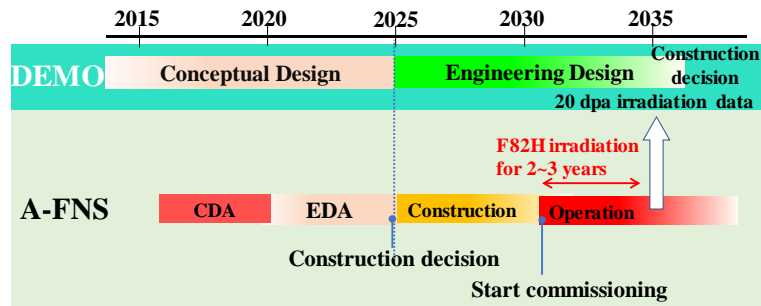 2015 2020 2025 2030 2035
DEMO
Conceptual Design
Engineering Design
Construction
decision
20 dpa irradiation data
F82H irradiation
for 2~3 years
A-FNS
CDA
EDA
Construction
Operation
Construction decision
Start commissioning